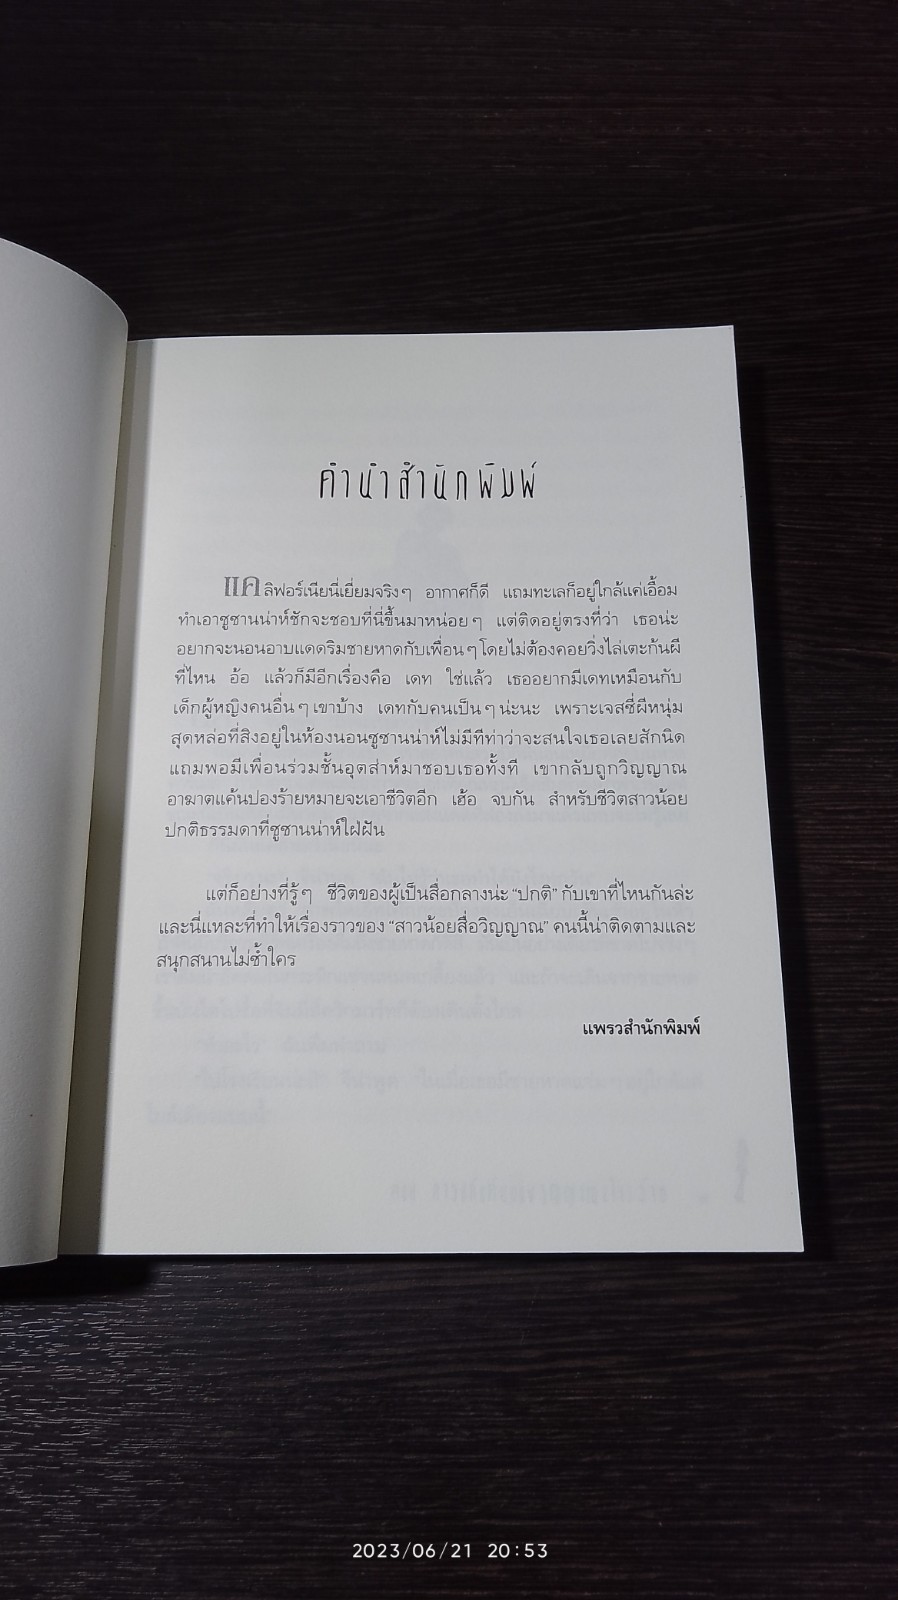 คำนำสำนักพิมพ์
แคลิฟอร์เนียนี่เยี่ยมจริงๆ อากาศก็ดี แถมทะเลก็อยู่ใกล้แค่เอื้อม
ทำเอาซูซานน่าห์ชักจะชอบที่นี่ขึ้นมาหน่อยๆ แต่ติดอยู่ตรงที่ว่า เธอน่ะ
อยากจะนอนอาบแดดริมชายหาดกับเพื่อนๆ โดยไม่ต้องคอยวิ่งไล่เตะก้นผี
ที่ไหน อ้อ แล้วก็มีอีกเรื่องคือ เดท ใช่แล้ว เธออยากมีเดทเหมือนกับ
เด็กผู้หญิงคนอื่นๆ เขาบ้าง เดทกับคนเป็นๆ น่ะนะ เพราะเจสซี่ผีหนุ่ม
สุดหล่อที่สิงอยู่ในห้องนอนซูซานน่าห์ไม่มีทีท่าว่าจะสนใจเธอเลยสักนิด
แถมพอมีเพื่อนร่วมชั้นอุตส่าห์มาชอบเธอทั้งที เขากลับถูกวิญญาณ
อาฆาตแค้นปองร้ายหมายจะเอาชีวิตอีก เฮ้อ จบกัน สำหรับชีวิตสาวน้อย
ปกติธรรมดาที่ซูซานน่าห์ใฝ่ฝัน
แต่ก็อย่างที่รู้ๆ ชีวิตของผู้เป็นสื่อกลางน่ะ “ปกติ” กับเขาที่ไหนกันล่ะ
และนี่แหละที่ทำให้เรื่องราวของ “สาวน้อยสื่อวิญญาณ” คนนี้น่าติดตามและ
สนุกสนานไม่ซ้ำใคร
แพรวสำนักพิมพ์
2023/06/21 20:53